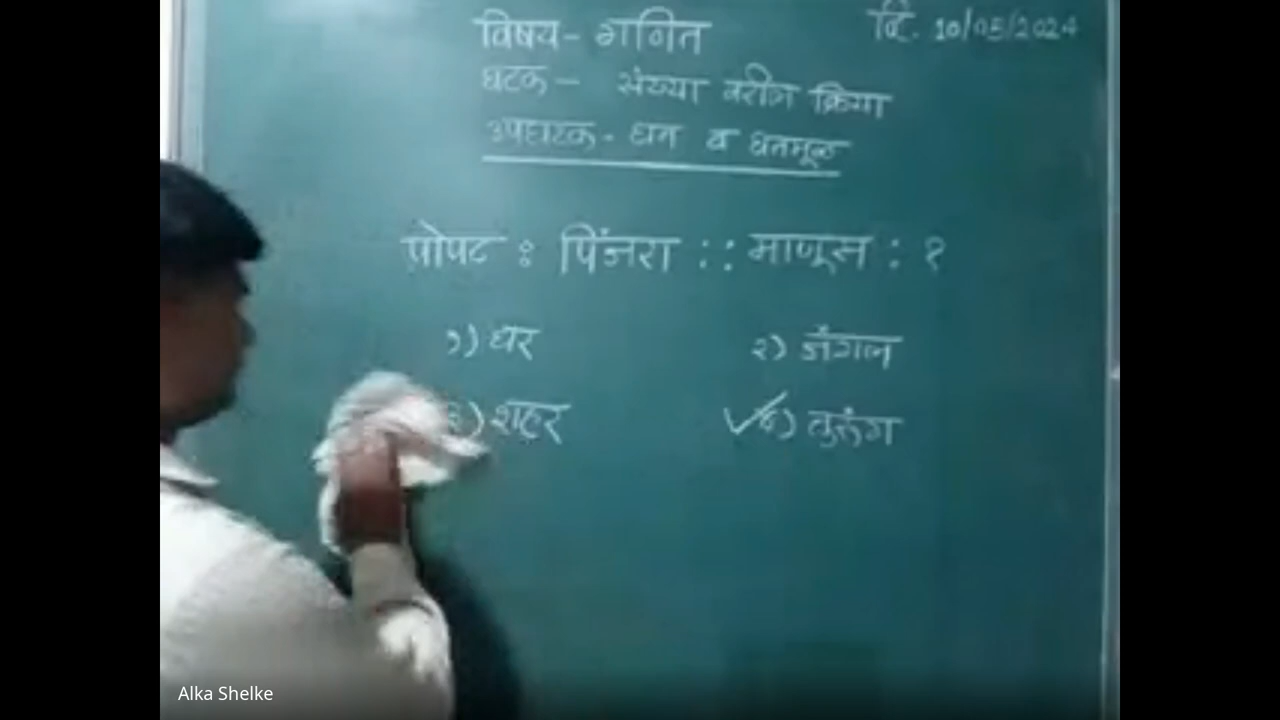 विषय - गणित
दि. 10/05/2024
घटक - संख्या वरील क्रिया
उपघटक - घन व घनमूळ
पोपट : पिंजरा :: माणूस : ?
१) घर
२) जंगल
३) शहर
४) तुरुंग
Alka Shelke